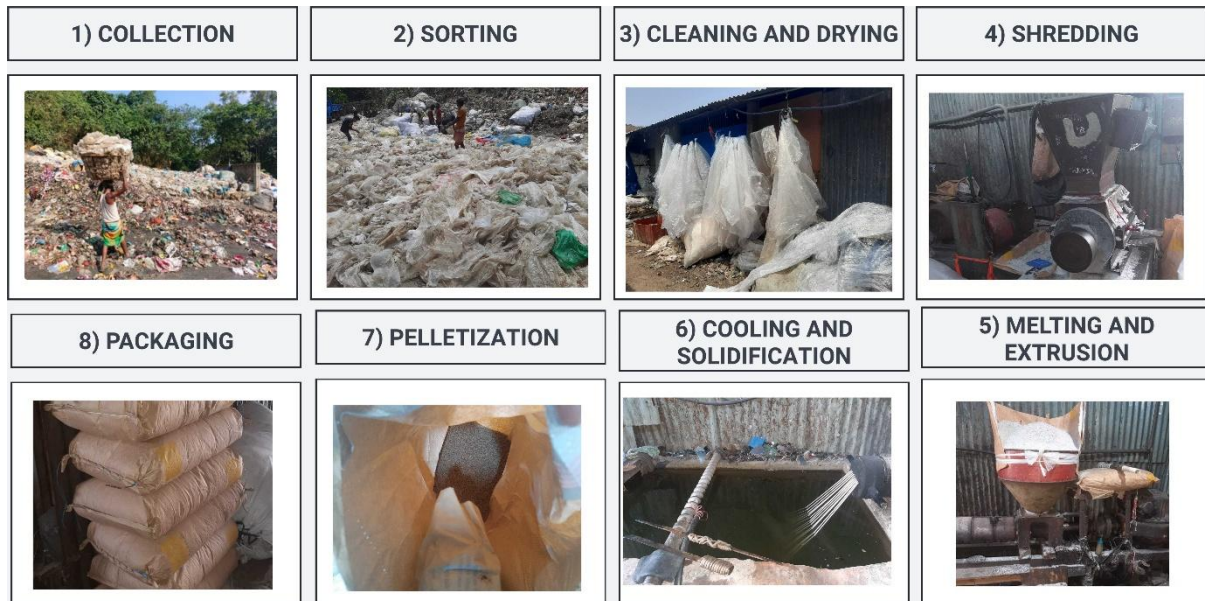 1) COLLECTION
2) SORTING
3) CLEANING AND DRYING
4) SHREDDING
8) PACKAGING
7) PELLETIZATION
6) COOLING AND
SOLIDIFICATION
5) MELTING AND
EXTRUSION